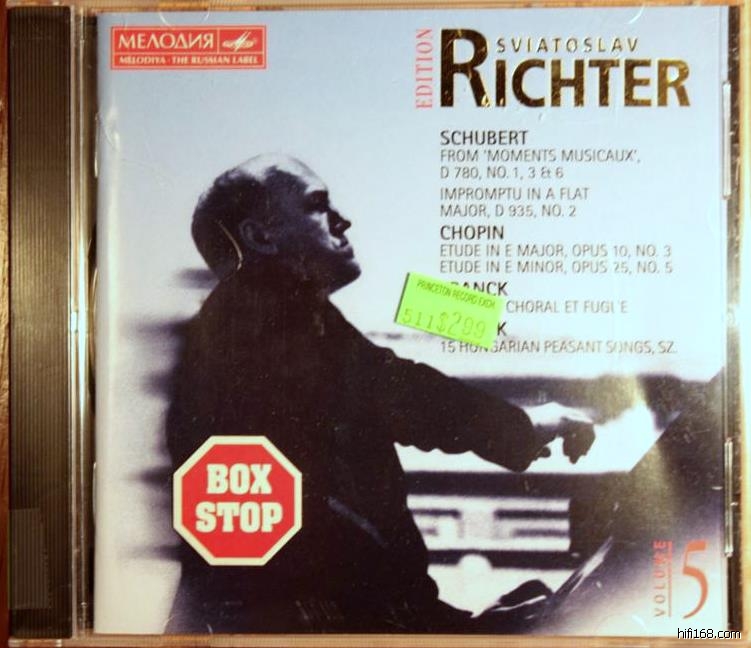 МЕЛОДИЯ
MELODIYA · THE RUSSIAN LABEL
EDITION
SVIATOSLAV
RICHTER
SCHUBERT
FROM 'MOMENTS MUSICAUX',
D 780, NO. 1, 3 & 6
IMPROMPTU IN A FLAT
MAJOR, D 935, NO. 2
CHOPIN
ETUDE IN E MAJOR, OPUS 10, NO. 3
ETUDE IN E MINOR, OPUS 25, NO. 5
PRINCETON RECORD EXCH.
511$2.99
CHORAL ET FUGUE
15 HUNGARIAN PEASANT SONGS, SZ.
BOX
STOP
VOLUME
5
hifi168.com